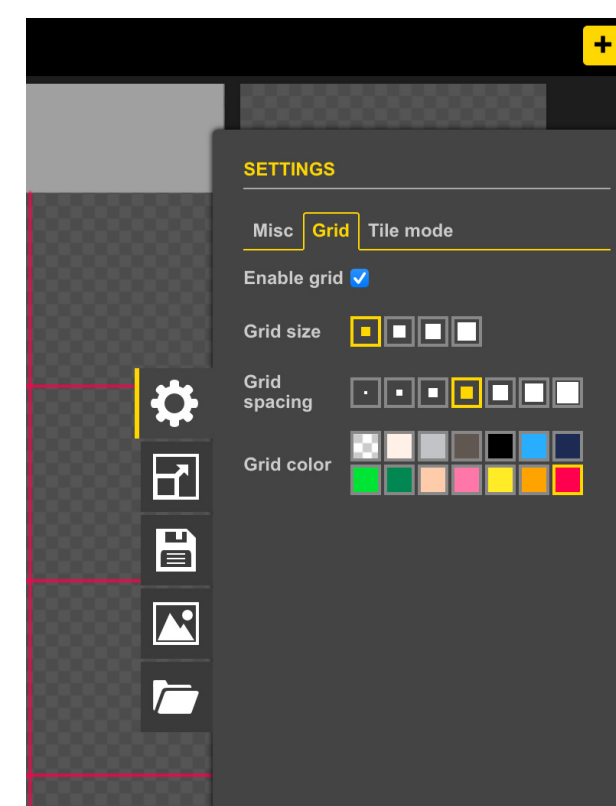 SETTINGS
Misc Grid Tile mode
Enable grid
Grid size
Grid
spacing
Grid color